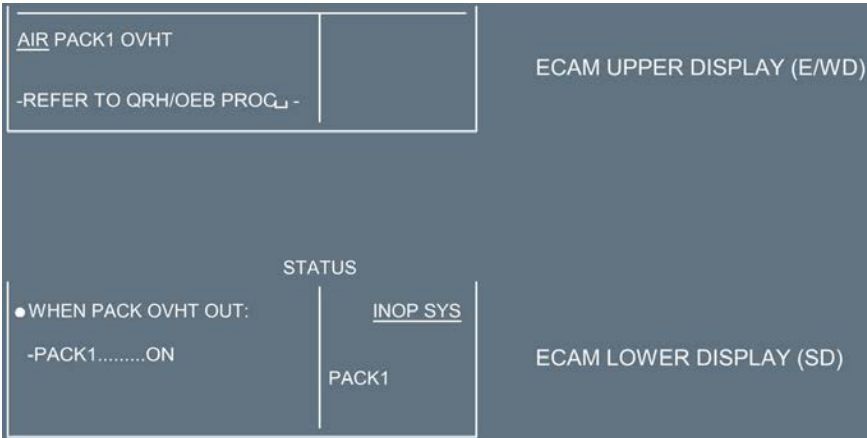 AIR PACK1 OVHT
-REFER TO QRH/OEB PROC -
ECAM UPPER DISPLAY (E/WD)
STATUS
●WHEN PACK OVHT OUT:
-PACK1.........ON
INOP SYS
PACK1
ECAM LOWER DISPLAY (SD)